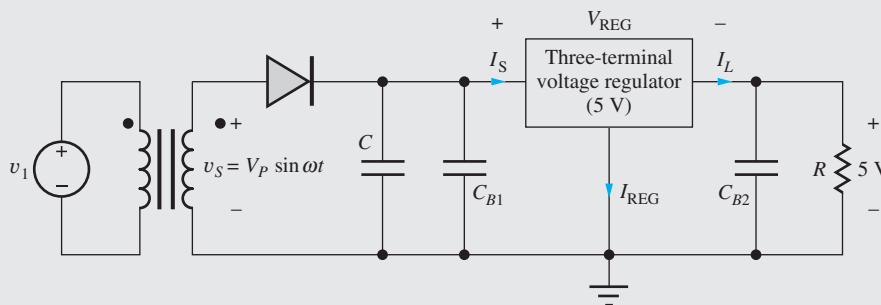 + V_REG −
I_S
Three-terminal
voltage regulator
(5 V)
I_L
v_1
+
−
+
v_S = V_P sin ωt
−
C
C_B1
I_REG
C_B2
R
+
5 V
−